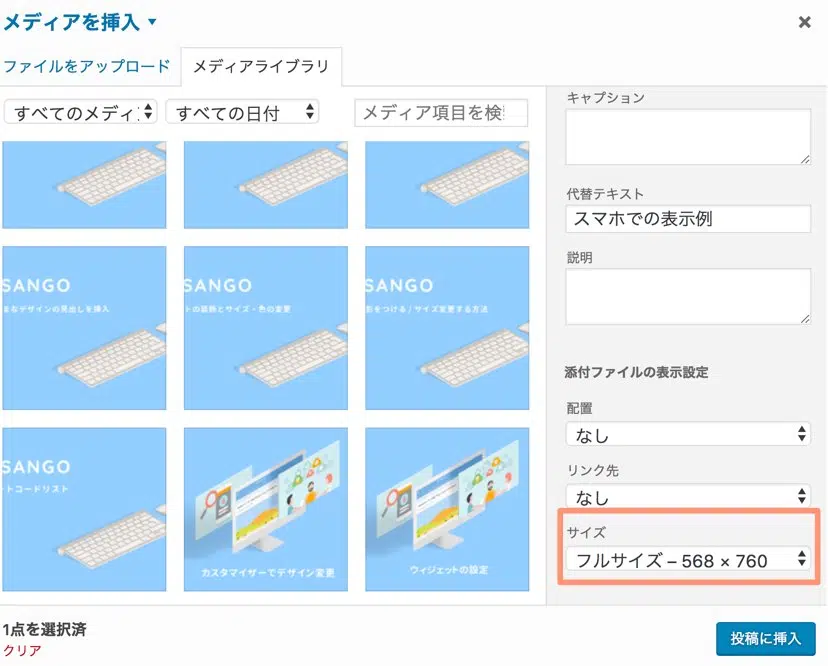 メディアを挿入
ファイルをアップロード
メディアライブラリ
すべてのメディ
すべての日付
メディア項目を検
SANGO
まなデザインの見出しを挿入
SANGO
トの装飾とサイズ・色の変更
SANGO
影をつける / サイズ変更する方法
SANGO
トコードリスト
カスタマイザーでデザイン変更
ウィジェットの設定
キャプション
代替テキスト
スマホでの表示例
説明
添付ファイルの表示設定
配置
なし
リンク先
なし
サイズ
フルサイズ – 568 × 760
1点を選択済
クリア
投稿に挿入